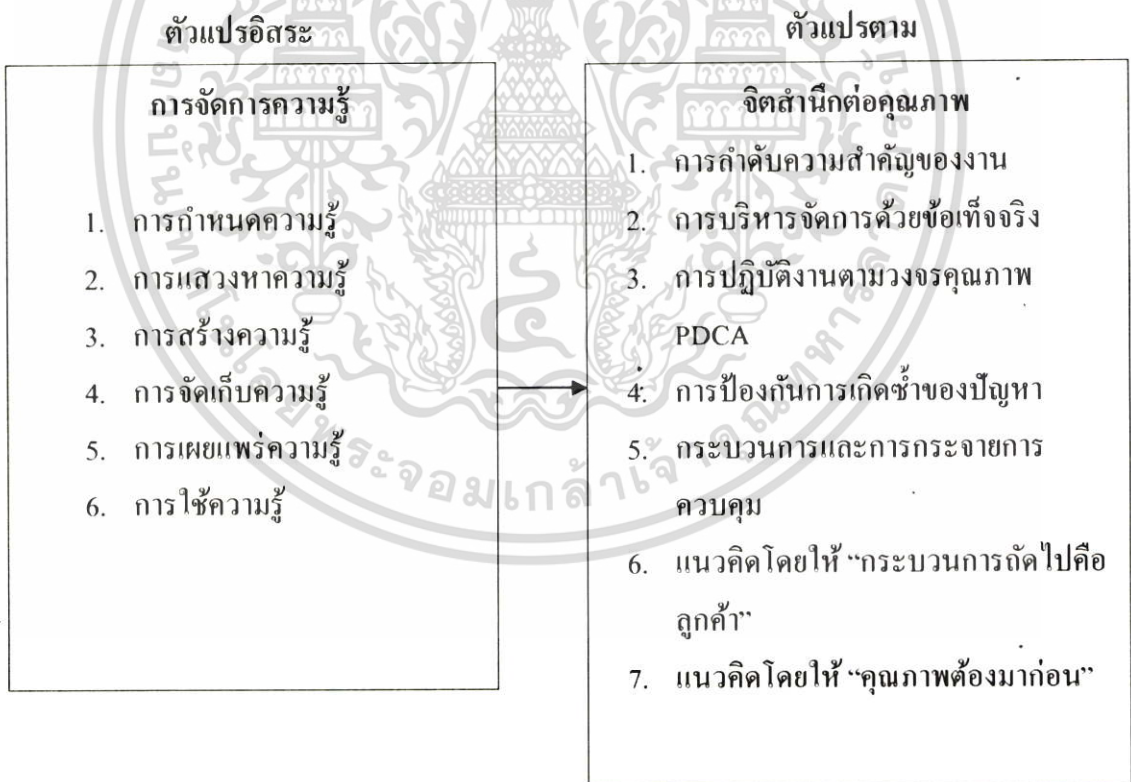 ตัวแปรอิสระ
การจัดการความรู้
1. การกำหนดความรู้
2. การแสวงหาความรู้
3. การสร้างความรู้
4. การจัดเก็บความรู้
5. การเผยแพร่ความรู้
6. การใช้ความรู้
ตัวแปรตาม
จิตสำนึกต่อคุณภาพ
1. การลำดับความสำคัญของงาน
2. การบริหารจัดการด้วยข้อเท็จจริง
3. การปฏิบัติงานตามวงจรคุณภาพ
PDCA
4. การป้องกันการเกิดซ้ำของปัญหา
5. กระบวนการและการกระจายการ
ควบคุม
6. แนวคิดโดยให้ “กระบวนการถัดไปคือ
ลูกค้า”
7. แนวคิดโดยให้ “คุณภาพต้องมาก่อน”